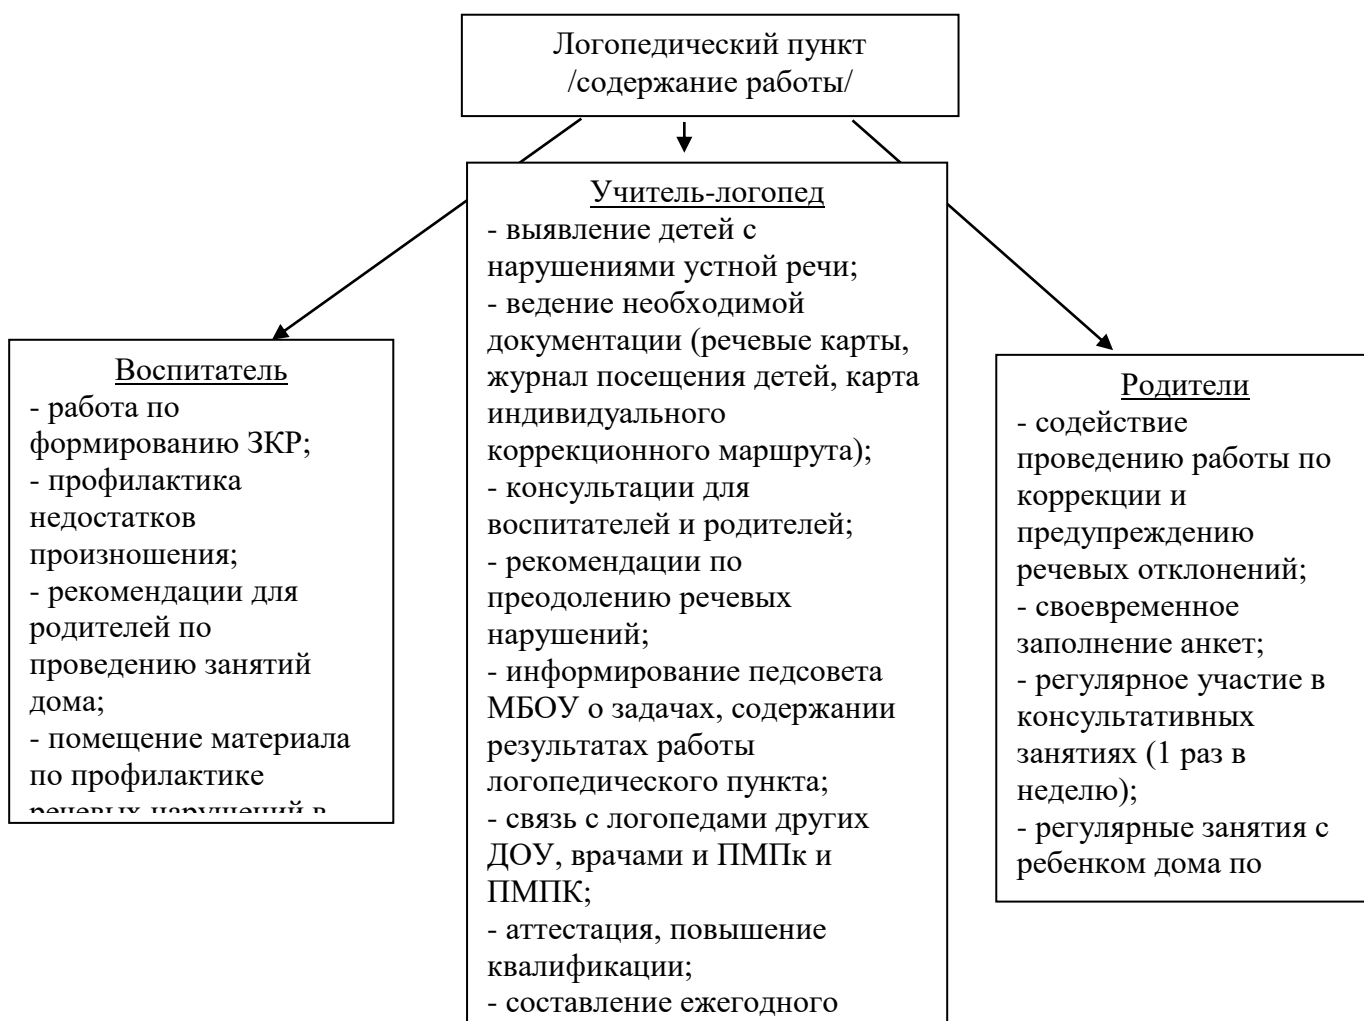 Логопедический пункт
/содержание работы/
Учитель-логопед
- выявление детей с
нарушениями устной речи;
- ведение необходимой
документации (речевые карты,
журнал посещения детей, карта
индивидуального
коррекционного маршрута);
- консультации для
воспитателей и родителей;
- рекомендации по
преодолению речевых
нарушений;
- информирование педсовета
МБОУ о задачах, содержании
результатах работы
логопедического пункта;
- связь с логопедами других
ДОУ, врачами и ПМПк и
ПМПК;
- аттестация, повышение
квалификации;
- составление ежегодного
Воспитатель
- работа по
формированию ЗКР;
- профилактика
недостатков
произношения;
- рекомендации для
родителей по
проведению занятий
дома;
- помещение материала
по профилактике
речевых нарушений в
Родители
- содействие
проведению работы по
коррекции и
предупреждению
речевых отклонений;
- своевременное
заполнение анкет;
- регулярное участие в
консультативных
занятиях (1 раз в
неделю);
- регулярные занятия с
ребенком дома по